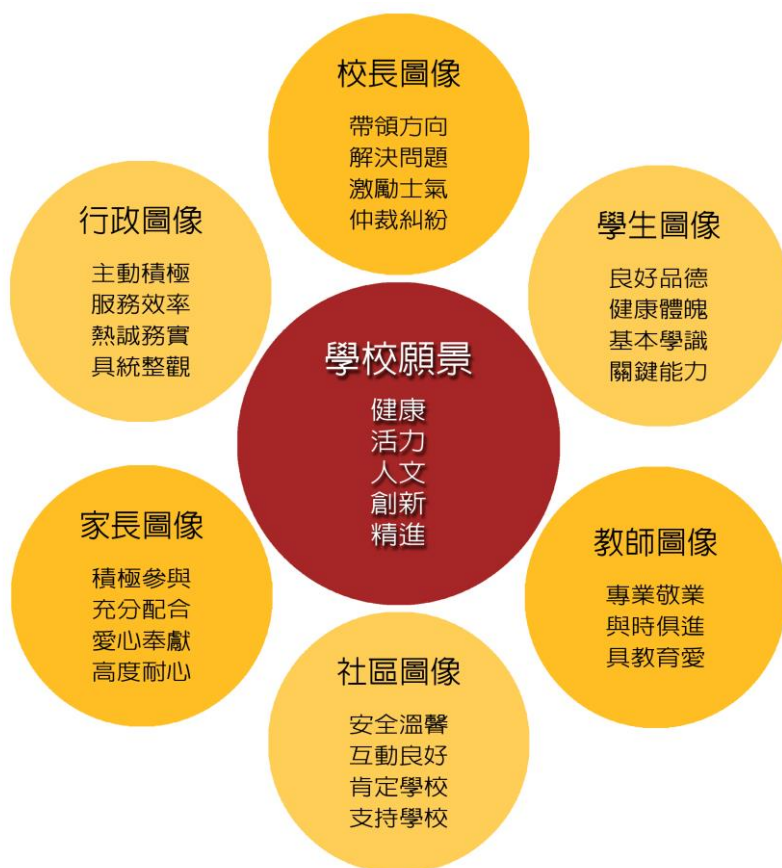 校長圖像
帶領方向
解決問題
激勵士氣
仲裁糾紛
行政圖像
主動積極
服務效率
熱誠務實
具統整觀
學生圖像
良好品德
健康體魄
基本學識
關鍵能力
學校願景
健康
活力
人文
創新
精進
家長圖像
積極參與
充分配合
愛心奉獻
高度耐心
教師圖像
專業敬業
與時俱進
具教育愛
社區圖像
安全溫馨
互動良好
肯定學校
支持學校